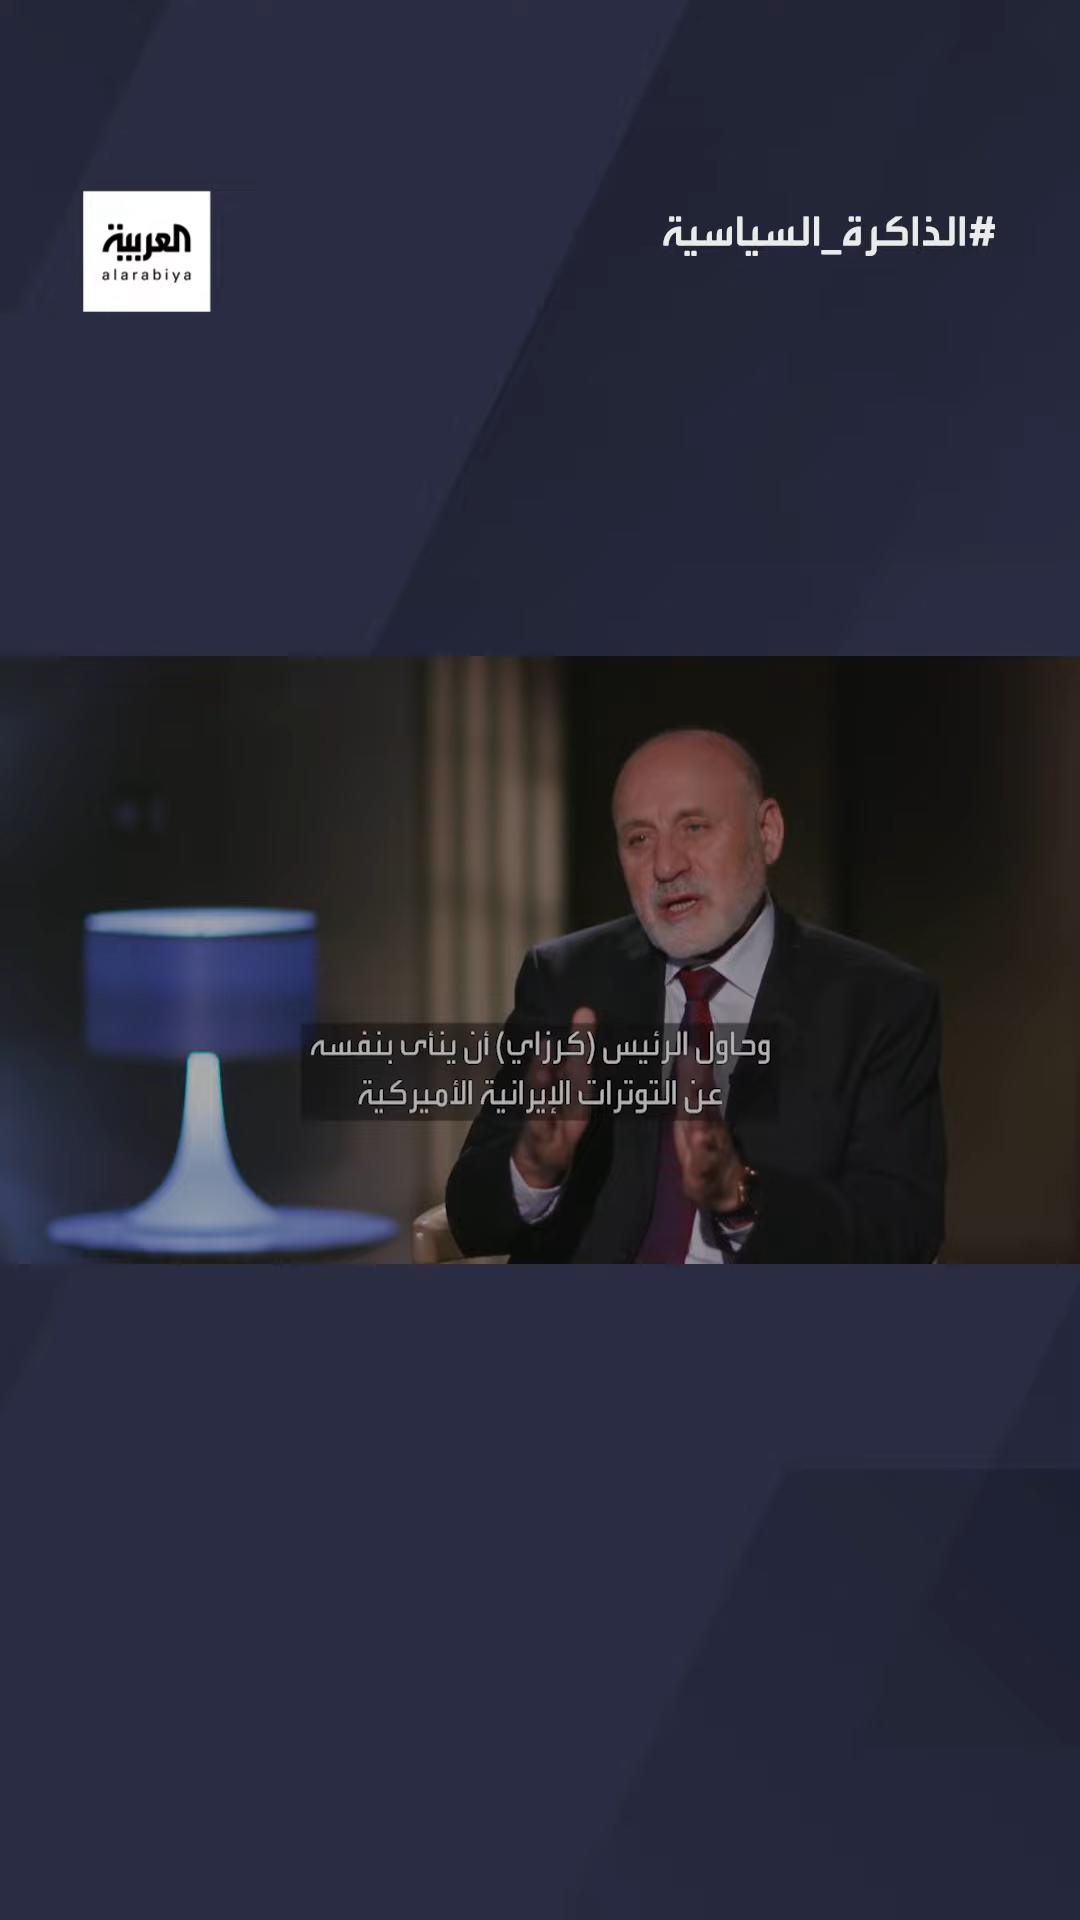 #الذاكرة_السياسية
العربية
alarabiya
وحاول الرئيس (كرزاي) أن ينأى بنفسه
عن التوترات الإيرانية الأميركية